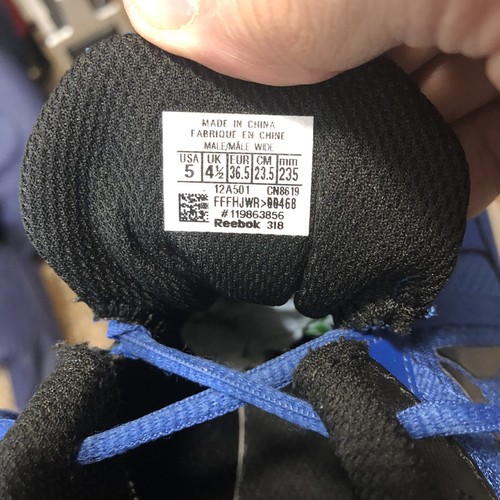 MADE IN CHINA
FABRIQUÉ EN CHINE
MALE/MÂLE WIDE
USA UK EUR CM mm
5 4½ 36.5 23.5 235
12A501 CN8619
FFFHJWR>00468
#119863856
Reebok 318